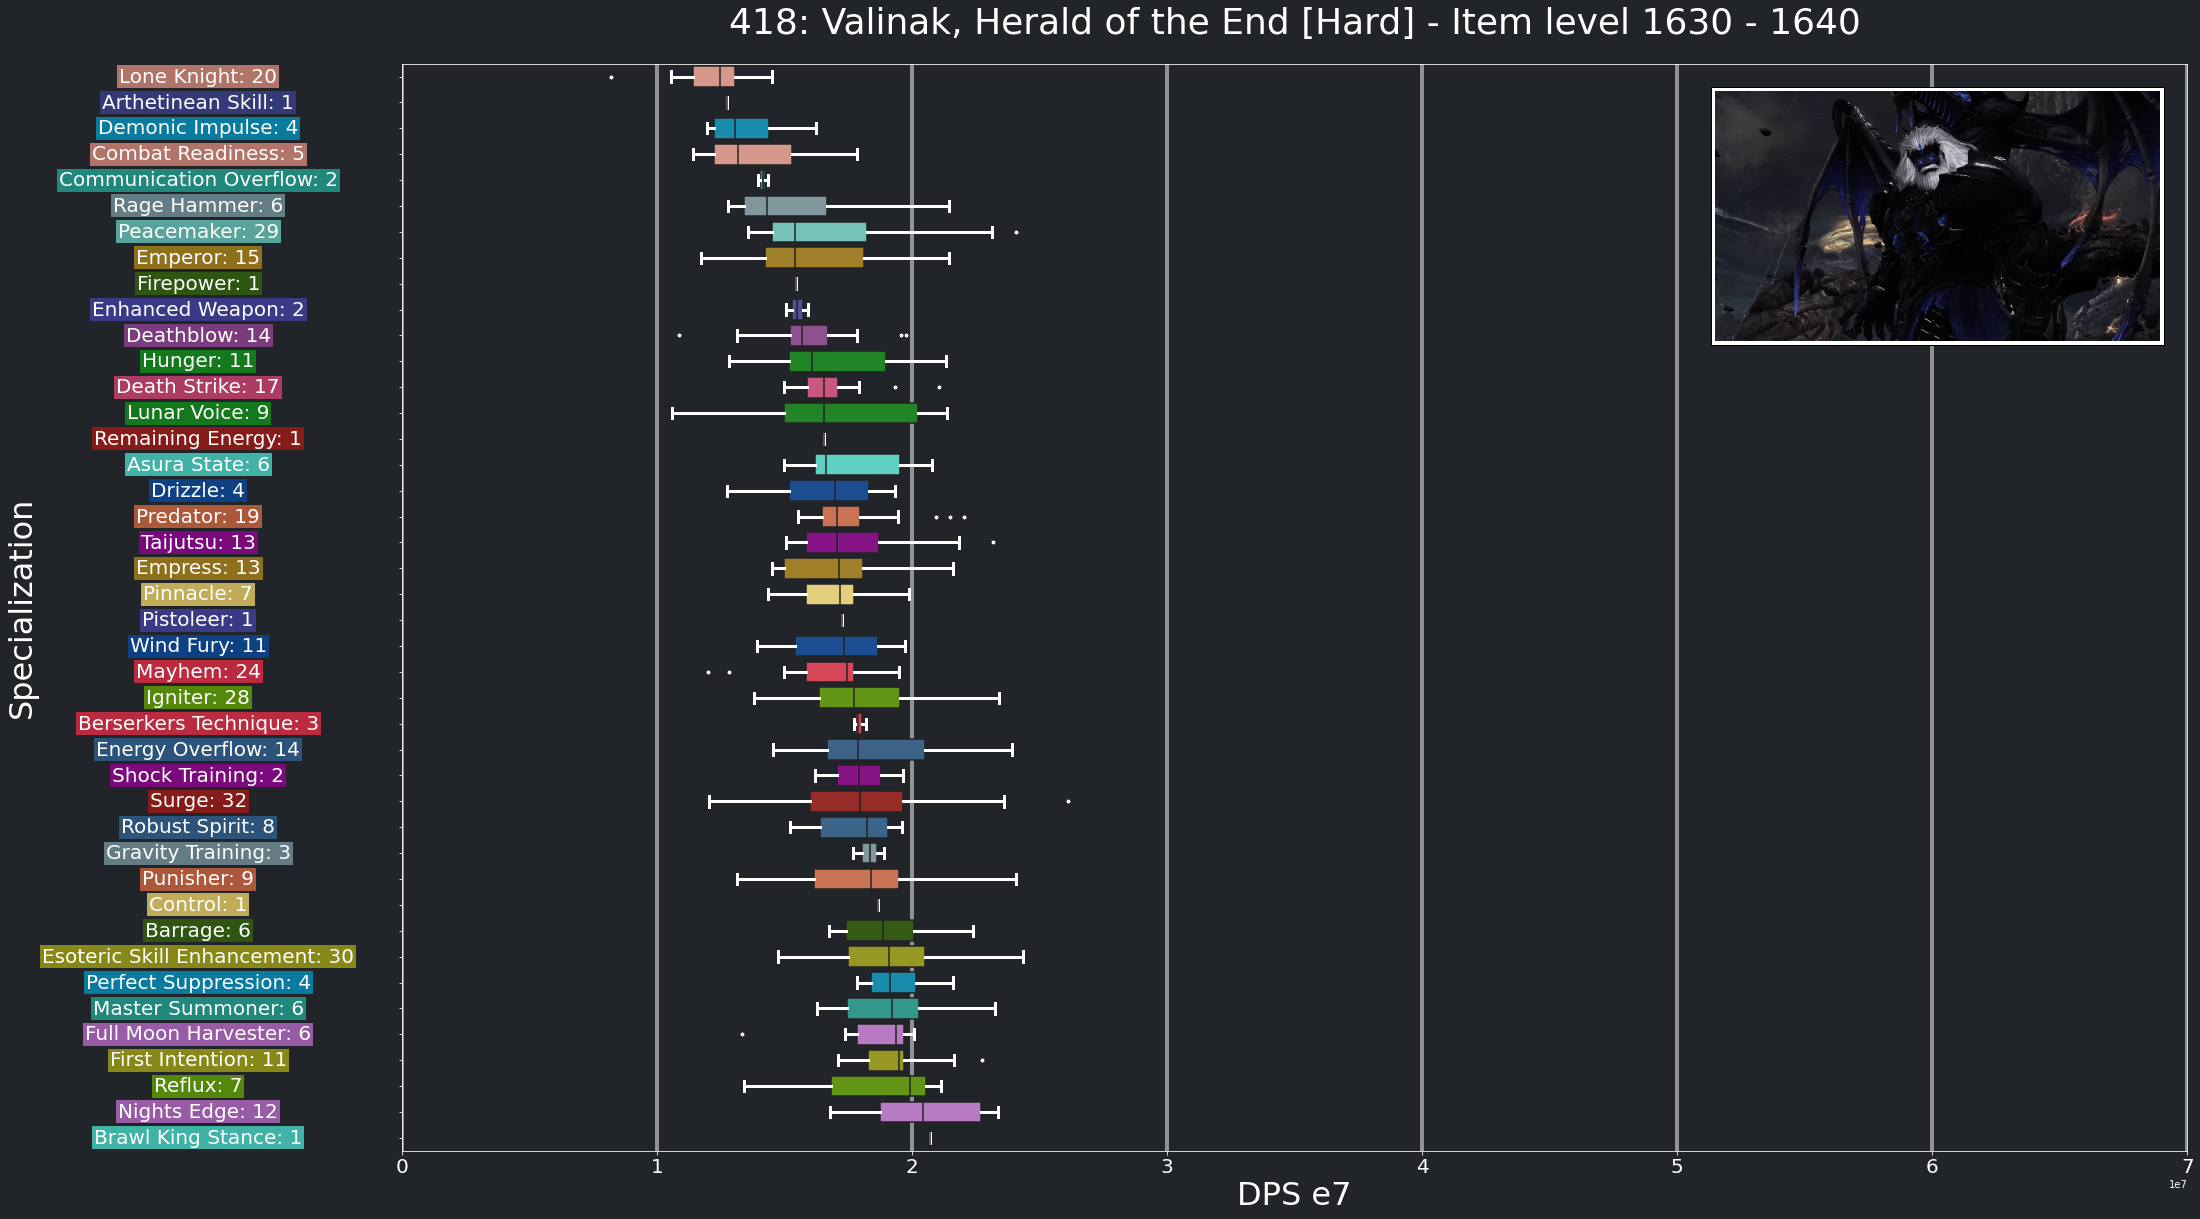 418: Valinak, Herald of the End [Hard] - Item level 1630 - 1640
Lone Knight: 20
Arthetinean Skill: 1
Demonic Impulse: 4
Combat Readiness: 5
Communication Overflow: 2
Rage Hammer: 6
Peacemaker: 29
Emperor: 15
Firepower: 1
Enhanced Weapon: 2
Deathblow: 14
Hunger: 11
Death Strike: 17
Lunar Voice: 9
Remaining Energy: 1
Asura State: 6
Drizzle: 4
Predator: 19
Taijutsu: 13
Empress: 13
Pinnacle: 7
Pistoleer: 1
Wind Fury: 11
Mayhem: 24
Igniter: 28
Berserkers Technique: 3
Energy Overflow: 14
Shock Training: 2
Surge: 32
Robust Spirit: 8
Gravity Training: 3
Punisher: 9
Control: 1
Barrage: 6
Esoteric Skill Enhancement: 30
Perfect Suppression: 4
Master Summoner: 6
Full Moon Harvester: 6
First Intention: 11
Reflux: 7
Nights Edge: 12
Brawl King Stance: 1
Specialization
0 1 2 3 4 5 6 7
1e7
DPS e7